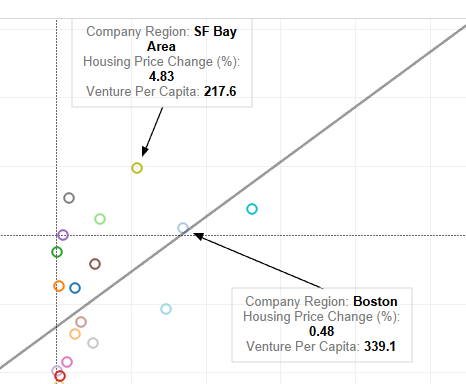 Company Region: SF Bay
Area
Housing Price Change (%):
4.83
Venture Per Capita: 217.6
Company Region: Boston
Housing Price Change (%):
0.48
Venture Per Capita: 339.1